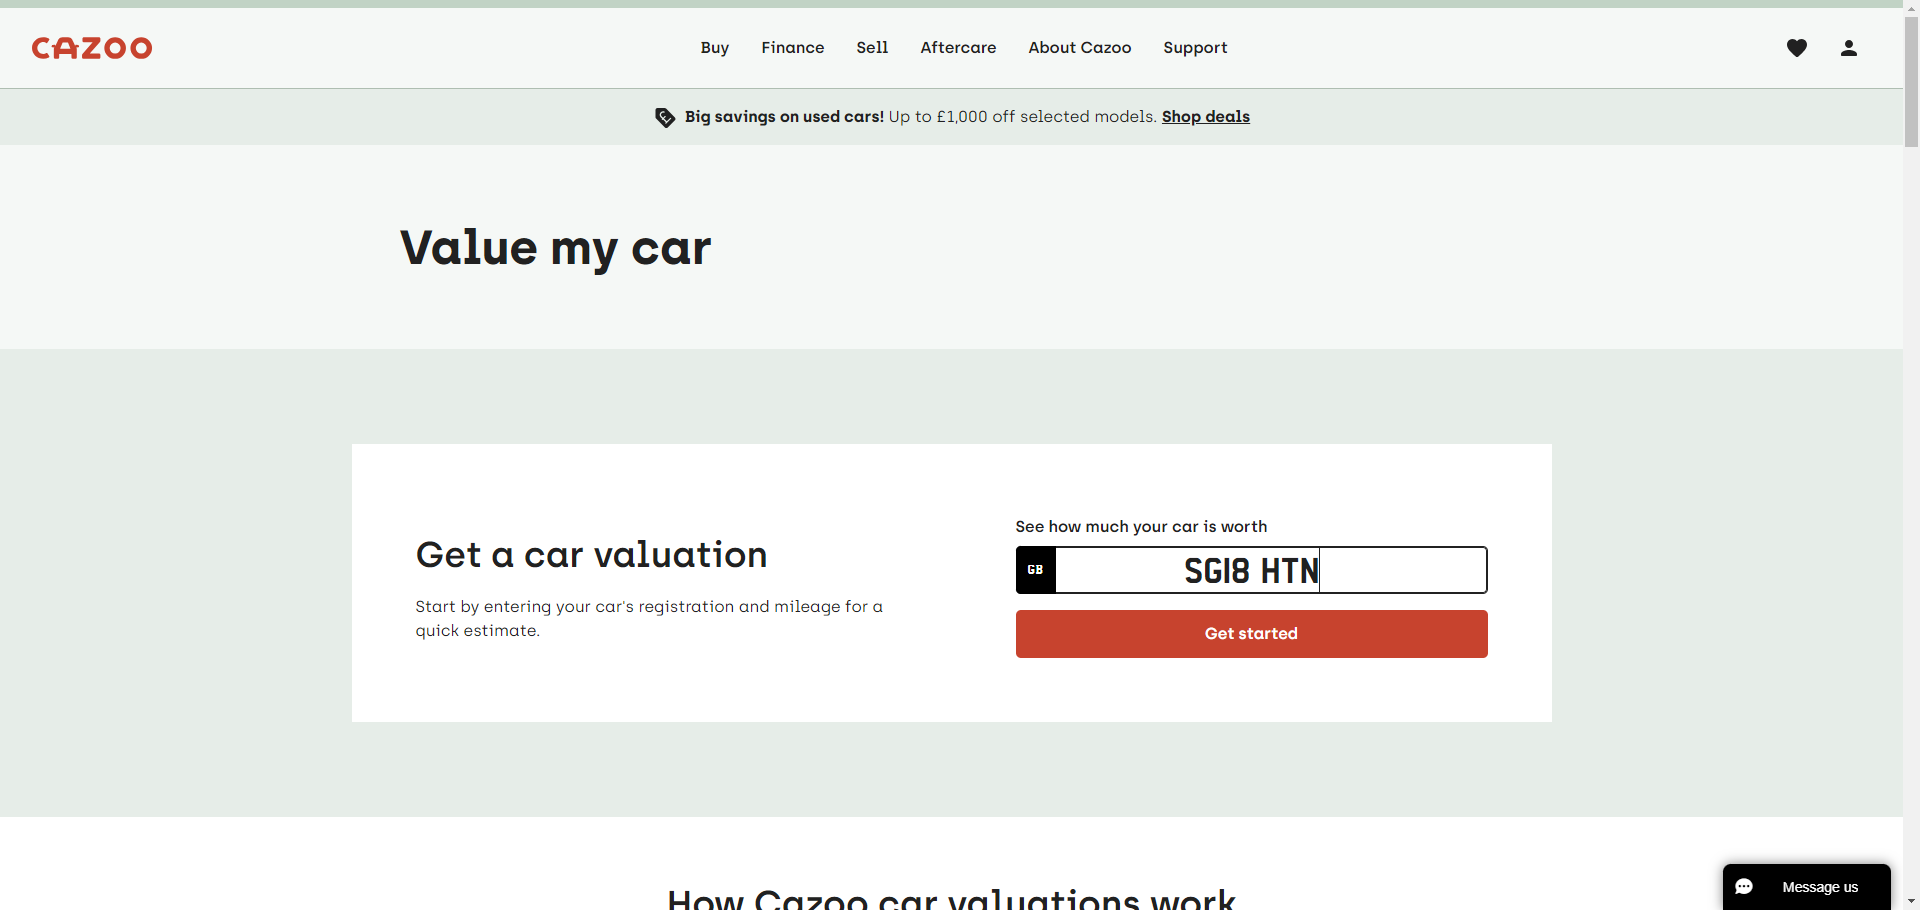 CAZOO
Buy Finance Sell Aftercare About Cazoo Support
Big savings on used cars! Up to £1,000 off selected models. Shop deals
Value my car
Get a car valuation
Start by entering your car's registration and mileage for a
quick estimate.
See how much your car is worth
GB
SG18 HTN
Get started
How Cazoo car valuations work
Message us